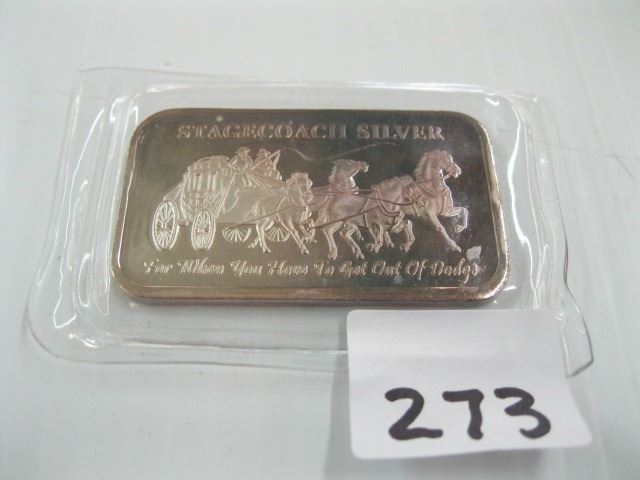 STAGECOACH SILVER
For When You Have To Get Out Of Dodge
273